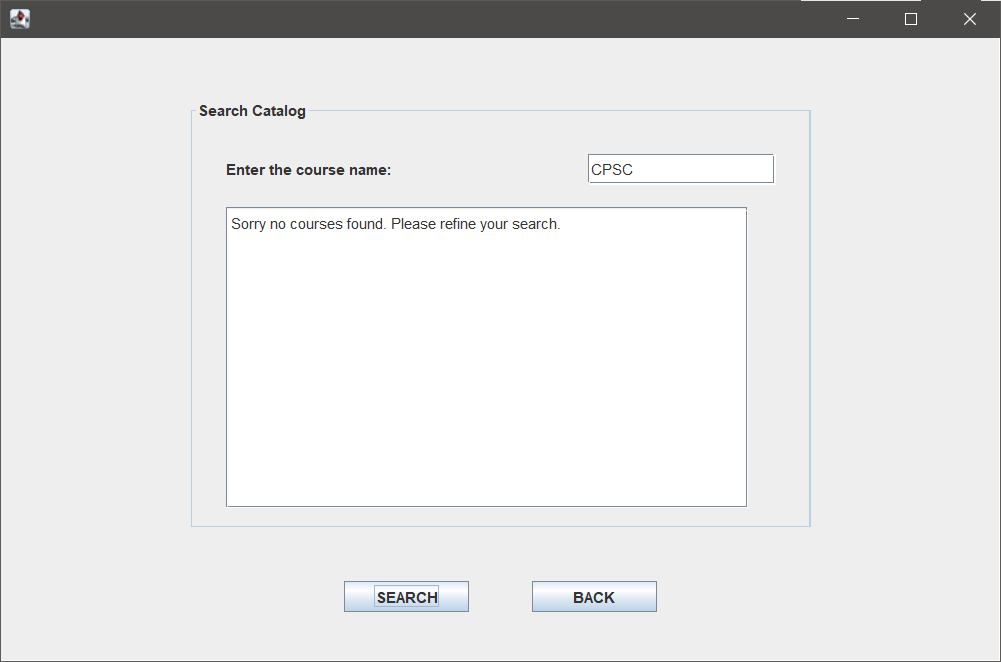 Search Catalog
Enter the course name:
CPSC
Sorry no courses found. Please refine your search.
SEARCH
BACK